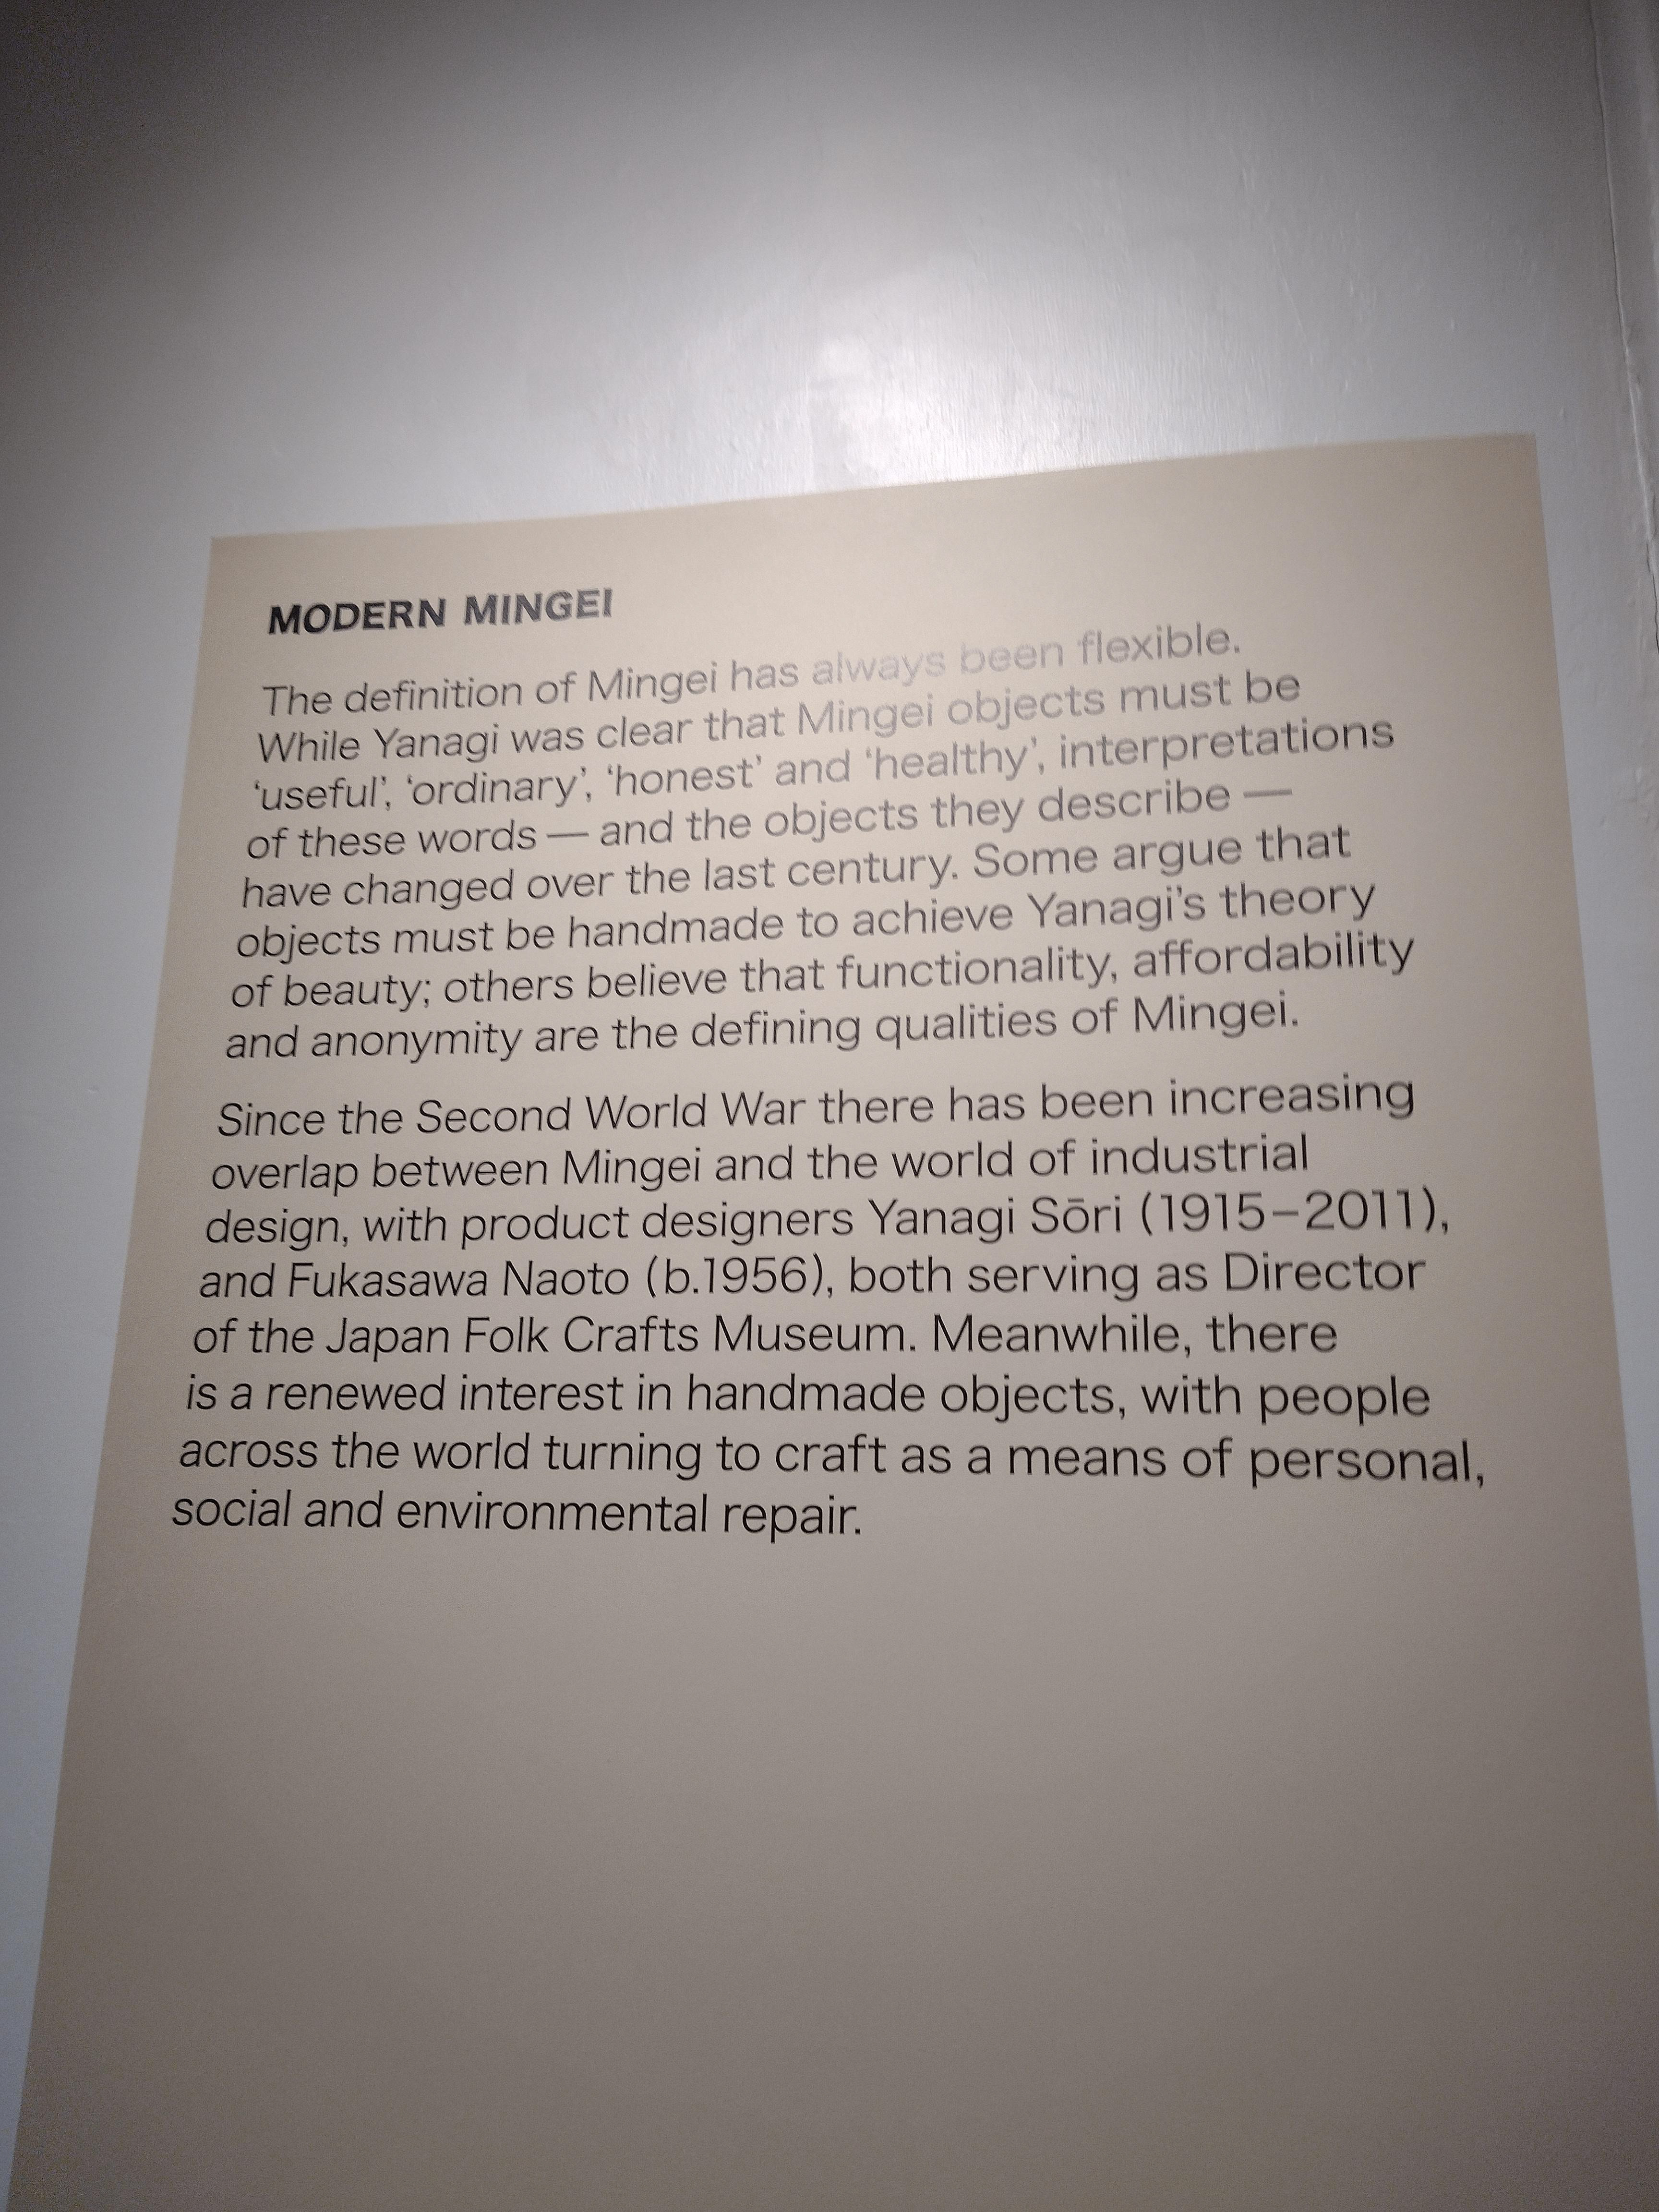 MODERN MINGEI
The definition of Mingei has always been flexible.
While Yanagi was clear that Mingei objects must be
‘useful’, ‘ordinary’, ‘honest’ and ‘healthy’, interpretations
of these words — and the objects they describe —
have changed over the last century. Some argue that
objects must be handmade to achieve Yanagi’s theory
of beauty; others believe that functionality, affordability
and anonymity are the defining qualities of Mingei.
Since the Second World War there has been increasing
overlap between Mingei and the world of industrial
design, with product designers Yanagi Sōri (1915–2011),
and Fukasawa Naoto (b.1956), both serving as Director
of the Japan Folk Crafts Museum. Meanwhile, there
is a renewed interest in handmade objects, with people
across the world turning to craft as a means of personal,
social and environmental repair.